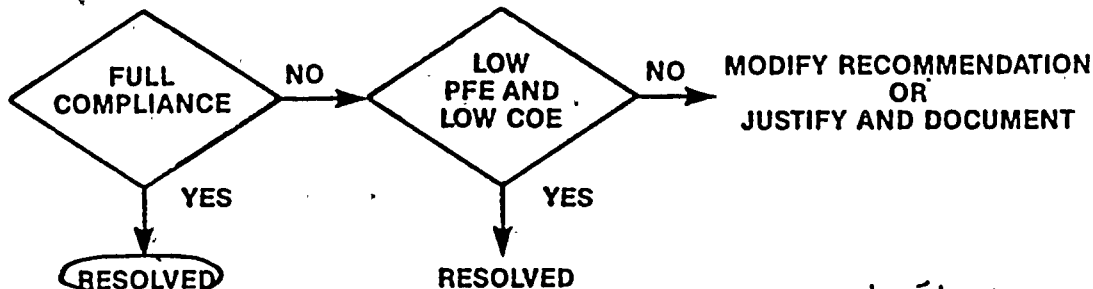 FULL
COMPLIANCE
NO
LOW
PFE AND
LOW COE
NO
MODIFY RECOMMENDATION
OR
JUSTIFY AND DOCUMENT
YES
YES
RESOLVED
RESOLVED